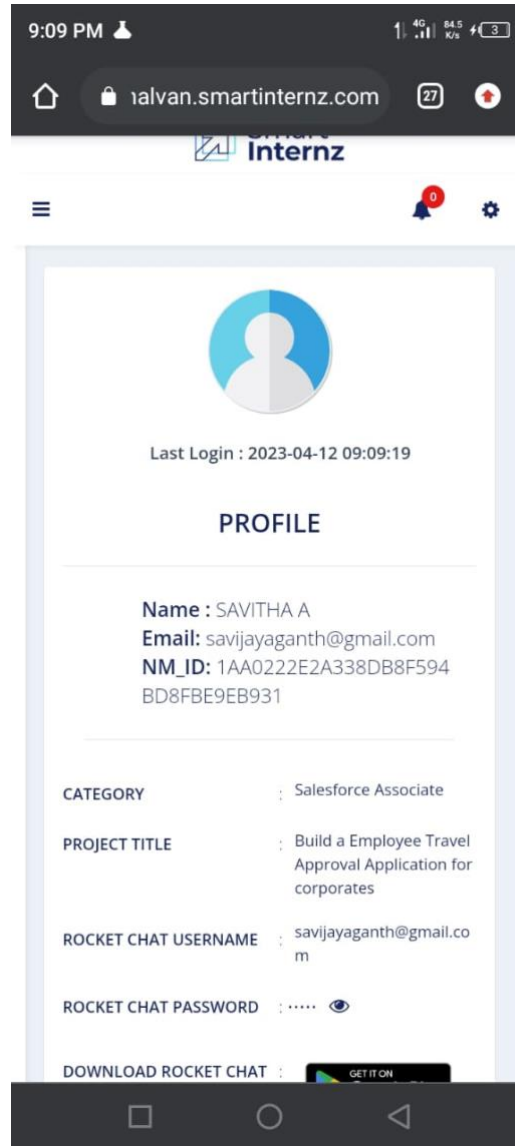 9:09 PM
4G 84.5 K/s 3
nalvan.smartinternz.com 27
Smart
Internz
0
Last Login : 2023-04-12 09:09:19
PROFILE
Name : SAVITHA A
Email: savijayaganth@gmail.com
NM_ID: 1AA0222E2A338DB8F594
BD8FBE9EB931
CATEGORY : Salesforce Associate
PROJECT TITLE : Build a Employee Travel
Approval Application for
corporates
ROCKET CHAT USERNAME : savijayaganth@gmail.co
m
ROCKET CHAT PASSWORD : ·····
DOWNLOAD ROCKET CHAT :
GET IT ON